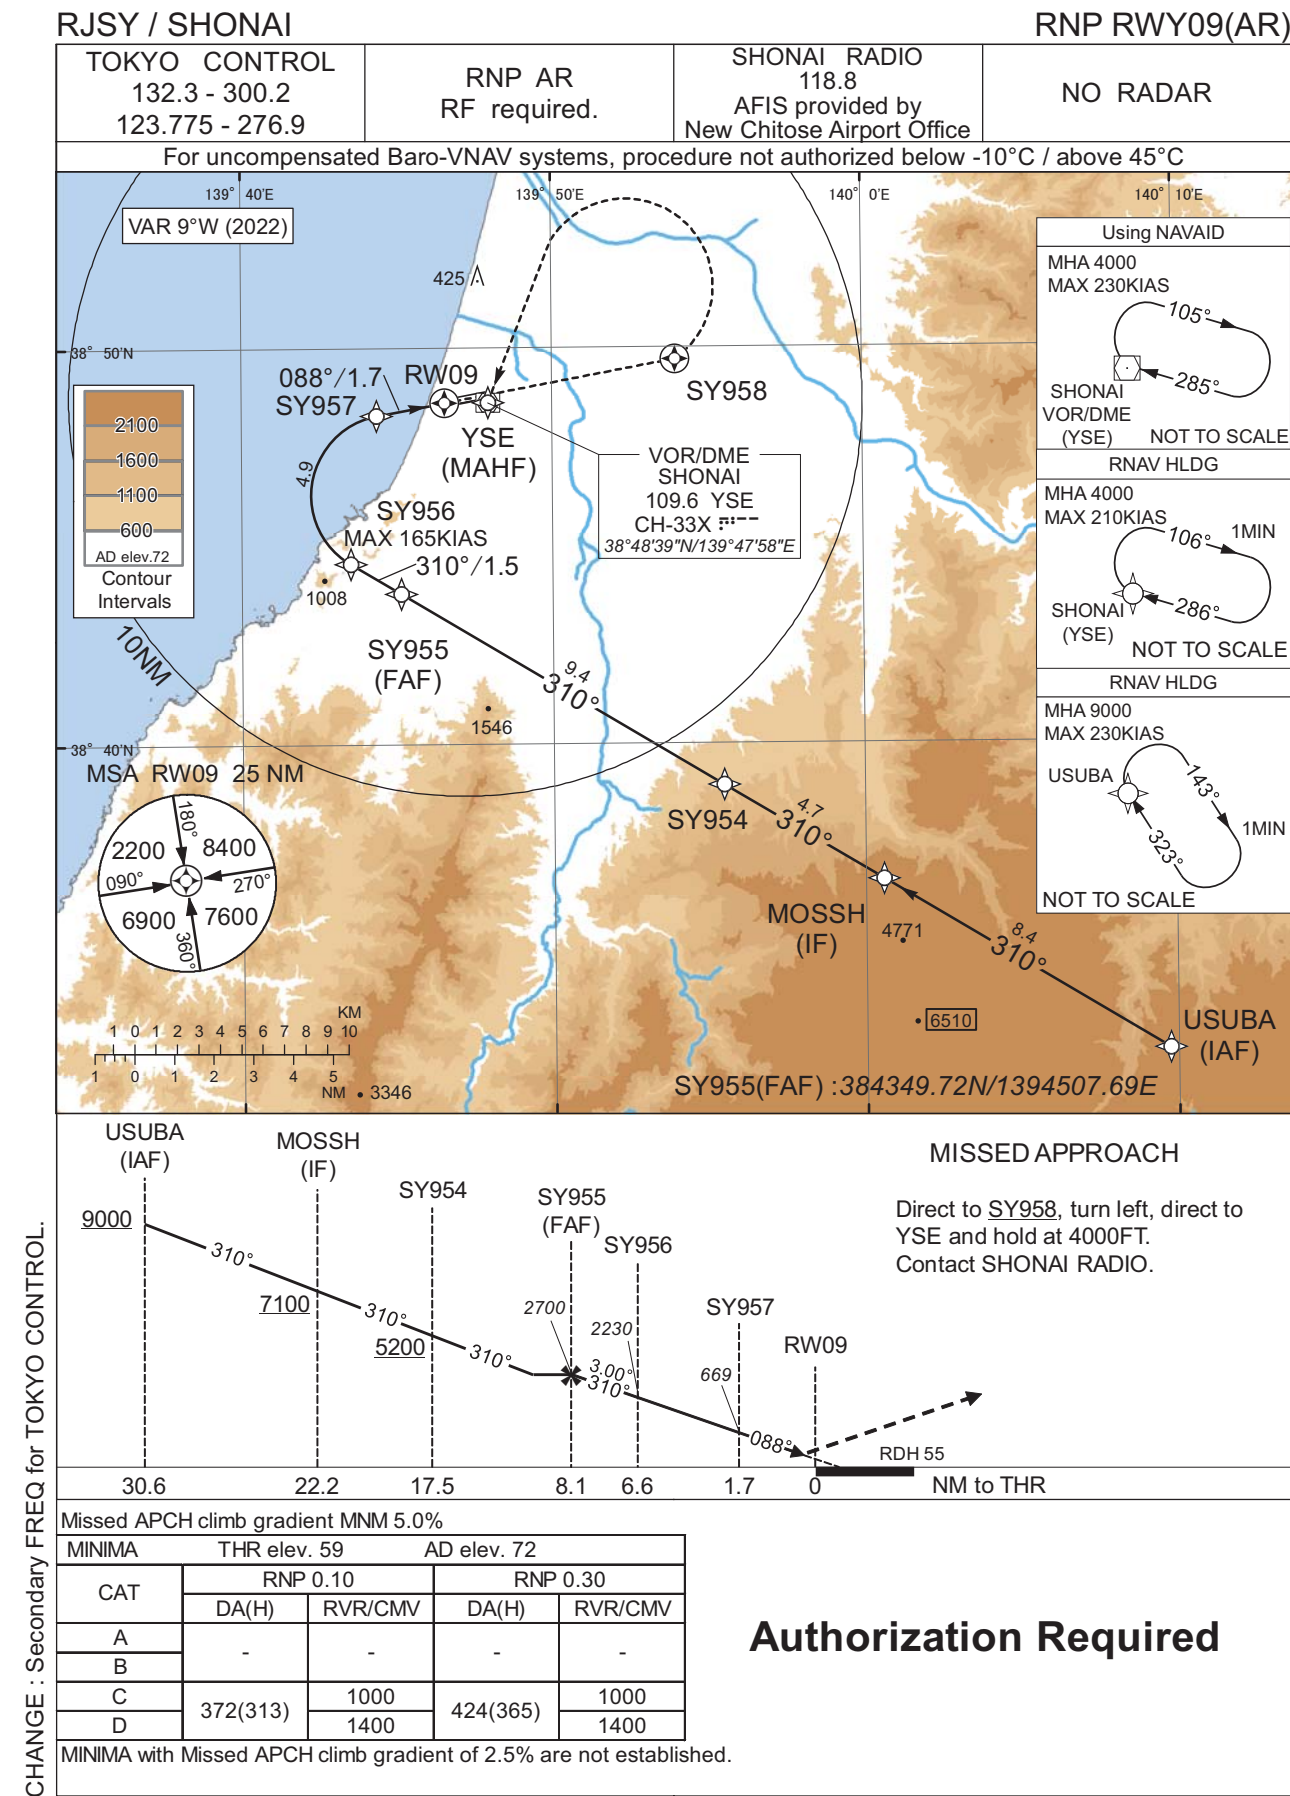 RJSY / SHONAI
RNP RWY09(AR)
TOKYO CONTROL
132.3 - 300.2
123.775 - 276.9
RNP AR
RF required.
SHONAI RADIO
118.8
AFIS provided by
New Chitose Airport Office
NO RADAR
For uncompensated Baro-VNAV systems, procedure not authorized below -10°C / above 45°C
139° 40'E
139° 50'E
140° 0'E
140° 10'E
VAR 9°W (2022)
425
38° 50'N
088°/1.7
RW09
SY957
SY958
YSE
(MAHF)
4.9
VOR/DME
SHONAI
109.6 YSE
CH-33X
38°48'39"N/139°47'58"E
2100
1600
1100
600
AD elev.72
Contour
Intervals
SY956
MAX 165KIAS
310°/1.5
1008
10NM
SY955
(FAF)
9.4
310°
1546
38° 40'N
MSA RW09 25 NM
180°
2200
8400
090°
270°
6900
7600
360°
SY954
4.7
310°
MOSSH
(IF)
4771
8.4
310°
6510
USUBA
(IAF)
KM
1 0 1 2 3 4 5 6 7 8 9 10
1 0 1 2 3 4 5
NM
3346
SY955(FAF) :384349.72N/1394507.69E
Using NAVAID
MHA 4000
MAX 230KIAS
105°
285°
SHONAI
VOR/DME
(YSE)
NOT TO SCALE
RNAV HLDG
MHA 4000
MAX 210KIAS
106°
1MIN
286°
SHONAI
(YSE)
NOT TO SCALE
RNAV HLDG
MHA 9000
MAX 230KIAS
USUBA
143°
1MIN
323°
NOT TO SCALE
USUBA
(IAF)
MOSSH
(IF)
SY954
SY955
(FAF)
SY956
SY957
RW09
9000
310°
7100
310°
5200
310°
2700
2230
3.00°
310°
669
088°
RDH 55
30.6
22.2
17.5
8.1
6.6
1.7
0
NM to THR
MISSED APPROACH
Direct to SY958, turn left, direct to
YSE and hold at 4000FT.
Contact SHONAI RADIO.
Missed APCH climb gradient MNM 5.0%
MINIMA THR elev. 59 AD elev. 72
CAT RNP 0.10 RNP 0.30
DA(H) RVR/CMV DA(H) RVR/CMV
A
B
- - - -
C 372(313) 1000 424(365) 1000
D 1400 1400
MINIMA with Missed APCH climb gradient of 2.5% are not established.
Authorization Required
CHANGE : Secondary FREQ for TOKYO CONTROL.